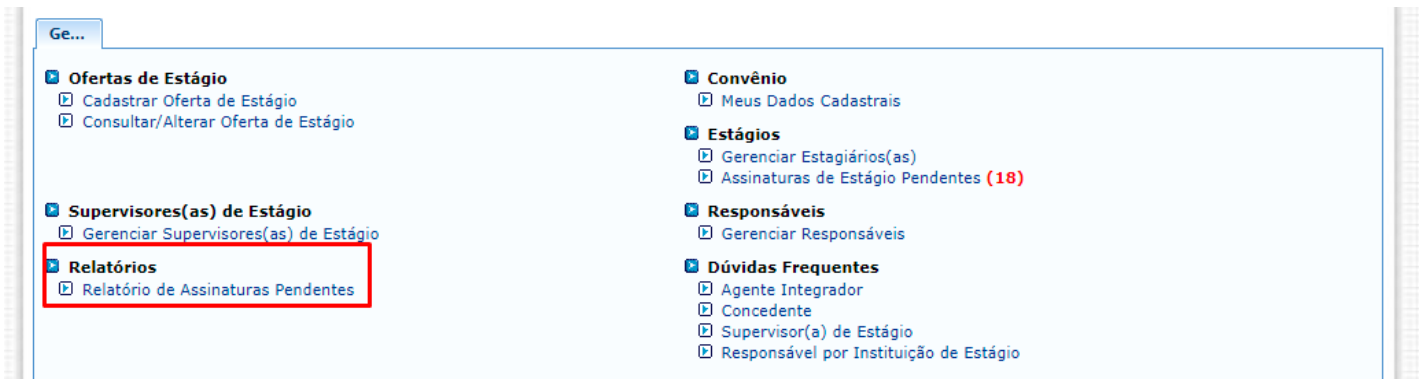 Ge...
Ofertas de Estágio
Cadastrar Oferta de Estágio
Consultar/Alterar Oferta de Estágio
Convênio
Meus Dados Cadastrais
Estágios
Gerenciar Estagiários(as)
Assinaturas de Estágio Pendentes (18)
Supervisores(as) de Estágio
Gerenciar Supervisores(as) de Estágio
Responsáveis
Gerenciar Responsáveis
Relatórios
Relatório de Assinaturas Pendentes
Dúvidas Frequentes
Agente Integrador
Concedente
Supervisor(a) de Estágio
Responsável por Instituição de Estágio